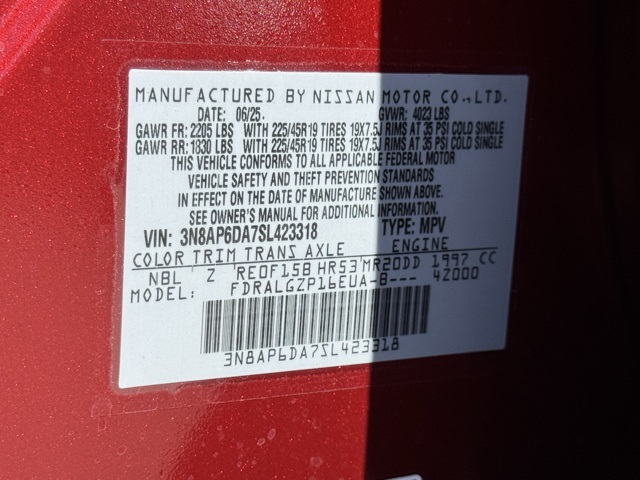 MANUFACTURED BY NISSAN MOTOR CO.,LTD.
DATE: 06/25. GVWR: 4023 LBS
GAWR FR: 2205 LBS WITH 225/45R19 TIRES 19X7.5J RIMS AT 35 PSI COLD SINGLE
GAWR RR: 1830 LBS WITH 225/45R19 TIRES 19X7.5J RIMS AT 35 PSI COLD SINGLE
THIS VEHICLE CONFORMS TO ALL APPLICABLE FEDERAL MOTOR
VEHICLE SAFETY AND THEFT PREVENTION STANDARDS
IN EFFECT ON THE DATE OF MANUFACTURE SHOWN ABOVE.
SEE OWNER'S MANUAL FOR ADDITIONAL INFORMATION.
VIN: 3N8AP6DA7SL423318 TYPE: MPV
COLOR TRIM TRANS AXLE ENGINE
NBL Z RE0F15B HR53 MR20DD 1997 CC
MODEL: FDRALGZP16EUA-B--- 4Z000
3N8AP6DA7SL423318